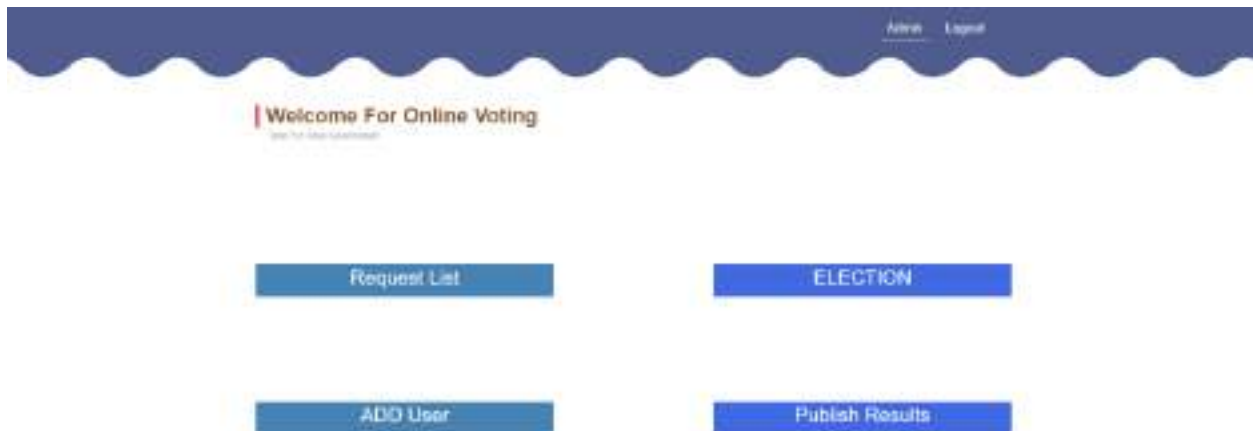 Admin Logout
Welcome For Online Voting
Request List ELECTION
ADD User Publish Results